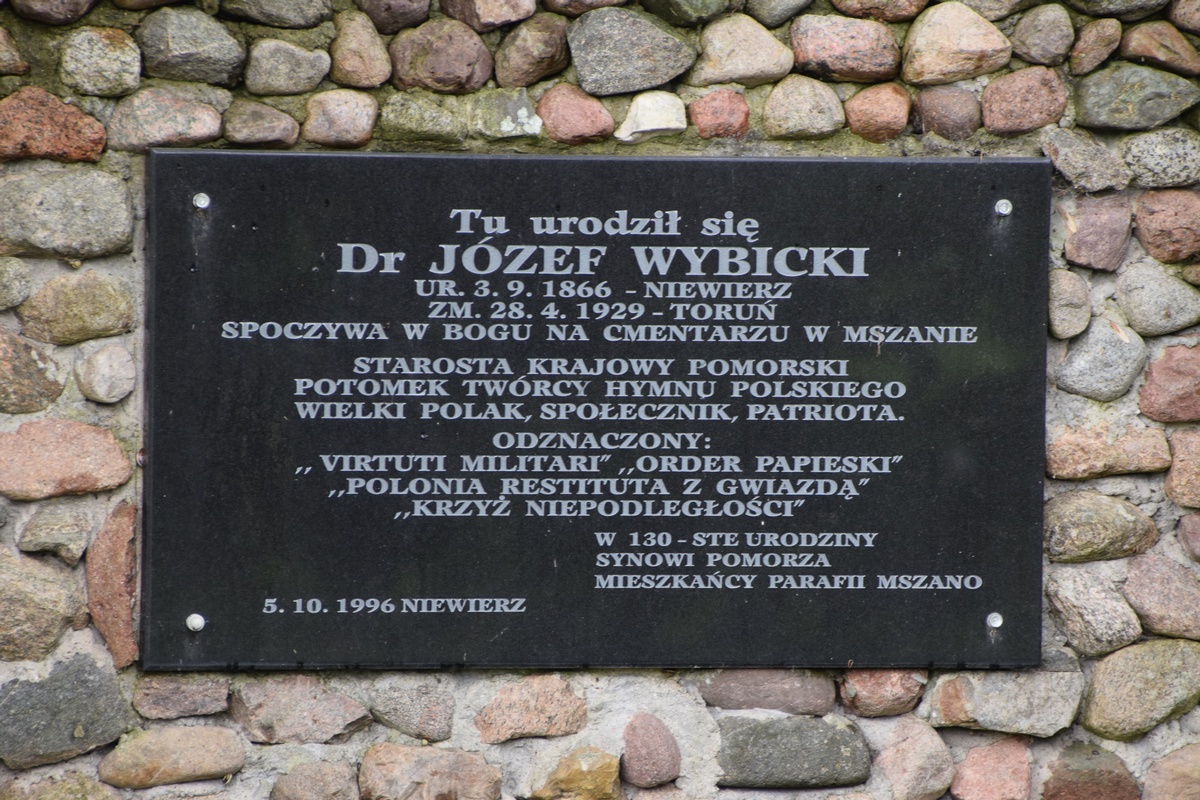 Tu urodził się
Dr JÓZEF WYBICKI
UR. 3. 9. 1866 - NIEWIERZ
ZM. 28. 4. 1929 - TORUŃ
SPOCZYWA W BOGU NA CMENTARZU W MSZANIE
STAROSTA KRAJOWY POMORSKI
POTOMEK TWÓRCY HYMNU POLSKIEGO
WIELKI POLAK, SPOŁECZNIK, PATRIOTA.
ODZNACZONY:
,,VIRTUTI MILITARI" ,,ORDER PAPIESKI"
,,POLONIA RESTITUTA Z GWIAZDĄ"
,,KRZYŻ NIEPODLEGŁOŚCI"
W 130 - STE URODZINY
SYNOWI POMORZA
MIESZKAŃCY PARAFII MSZANO
5. 10. 1996 NIEWIERZ